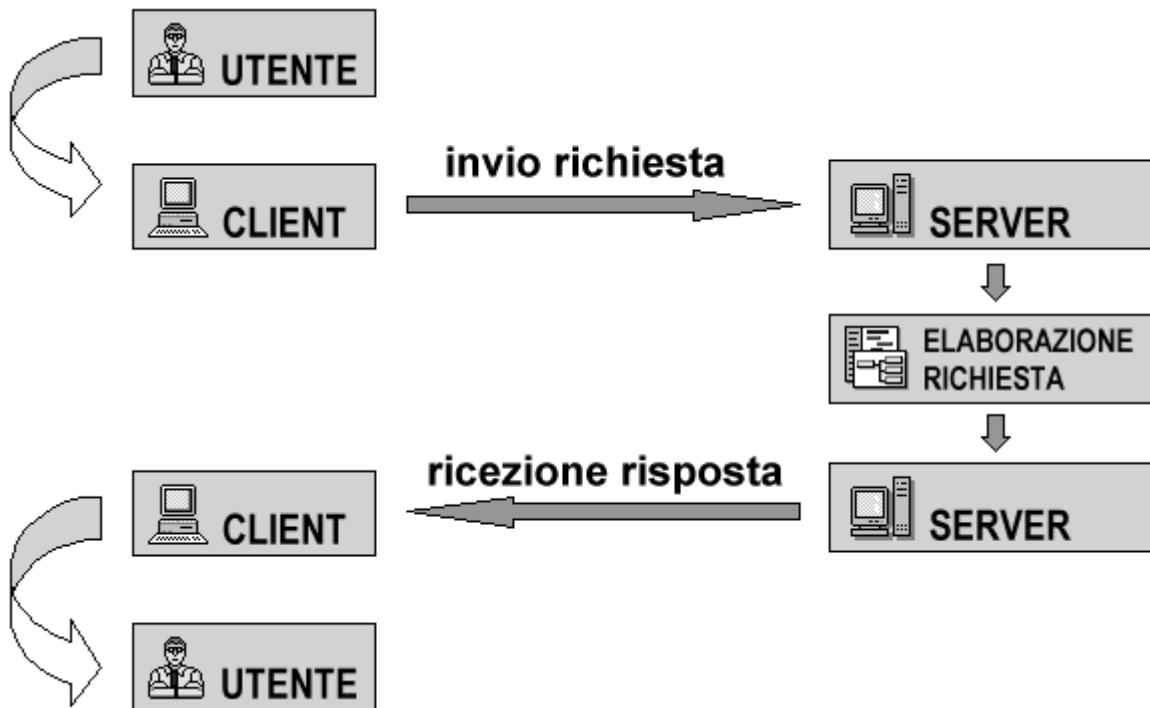 UTENTE
invio richiesta
CLIENT
SERVER
ELABORAZIONE
RICHIESTA
ricezione risposta
CLIENT
SERVER
UTENTE